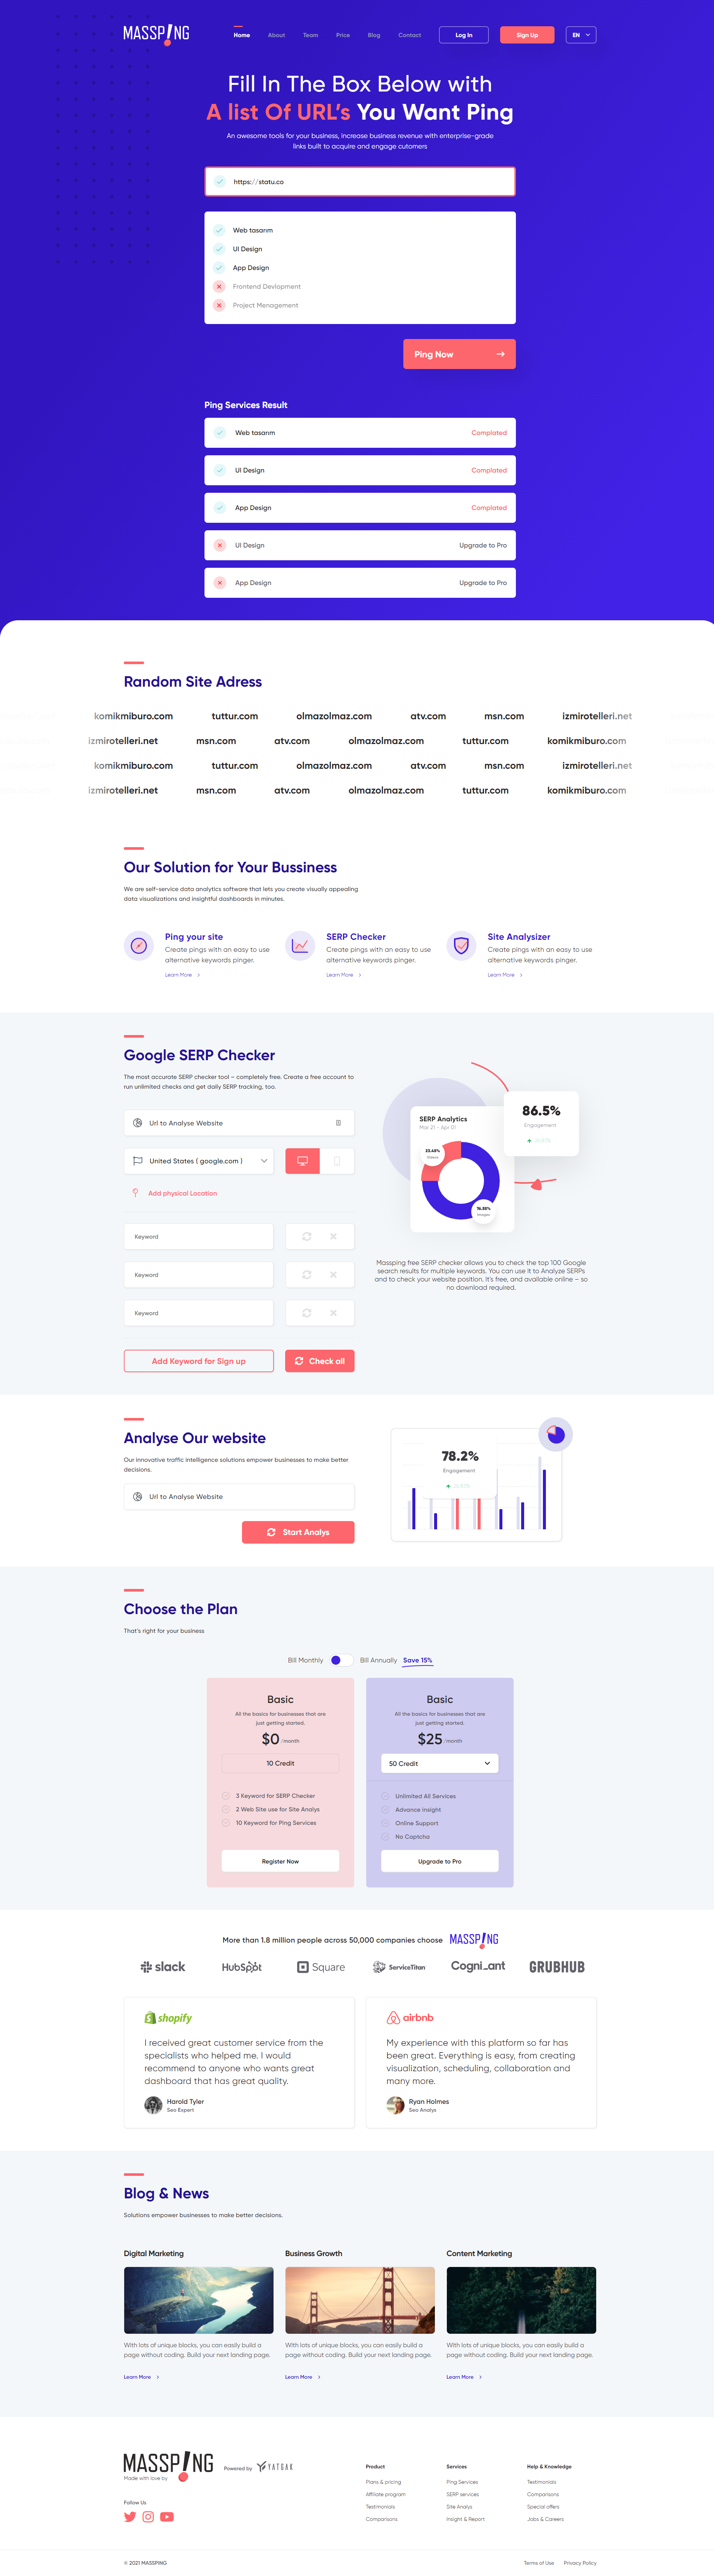 MASSP!NG
Home About Team Price Blog Contact Log In Sign Up EN
Fill In The Box Below with
A list Of URL's You Want Ping
An awesome tools for your business, Increase business revenue with enterprise-grade
links built to acquire and engage cutomers
https://statu.co
Web tasarım
UI Design
App Design
Frontend Devlopment
Project Menagement
Ping Now
Ping Services Result
Web tasarım Complated
UI Design Complated
App Design Complated
UI Design Upgrade to Pro
App Design Upgrade to Pro
Random Site Adress
komikmiburo.com tuttur.com olmazolmaz.com atv.com msn.com izmirotelleri.net
izmirotelleri.net msn.com atv.com olmazolmaz.com tuttur.com komikmiburo.com
komikmiburo.com tuttur.com olmazolmaz.com atv.com msn.com izmirotelleri.net
izmirotelleri.net msn.com atv.com olmazolmaz.com tuttur.com komikmiburo.com
Our Solution for Your Bussiness
We are self-service data analytics software that lets you create visually appealing
data visualizations and insightful dashboards in minutes.
Ping your site
Create pings with an easy to use
alternative keywords pinger.
Learn More
SERP Checker
Create pings with an easy to use
alternative keywords pinger.
Learn More
Site Analysizer
Create pings with an easy to use
alternative keywords pinger.
Learn More
Google SERP Checker
The most accurate SERP checker tool – completely free. Create a free account to
run unlimited checks and get daily SERP tracking, too.
Url to Analyse Website
United States ( google.com )
Add physical Location
Keyword
Keyword
Keyword
Add Keyword for Sign up
Check all
SERP Analytics
Mar 21 - Apr 01
86.5%
Engagement
Massping free SERP checker allows you to check the top 100 Google
search results for multiple keywords. You can use it to Analyze SERPs
and to check your website position. It's free, and available online – so
no download required.
Analyse Our website
Our innovative traffic intelligence solutions empower businesses to make better
decisions.
Url to Analyse Website
Start Analys
78.2%
Engagement
Choose the Plan
That's right for your business
Bill Monthly Bill Annually Save 15%
Basic
All the basics for businesses that are
just getting started.
$0 /month
10 Credit
3 Keyword for SERP Checker
2 Web Site use for Site Analys
10 Keyword for Ping Services
Register Now
Basic
All the basics for businesses that are
just getting started.
$25 /month
50 Credit
Unlimited All Services
Advance insight
Online Support
No Captcha
Upgrade to Pro
More than 1.8 million people across 50,000 companies choose MASSP!NG
slack HubSpot Square ServiceTitan Cogni_ant GRUBHUB
shopify
I received great customer service from the
specialists who helped me. I would
recommend to anyone who wants great
dashboard that has great quality.
Harold Tyler
Seo Expert
airbnb
My experience with this platform so far has
been great. Everything is easy, from creating
visualization, scheduling, collaboration and
many more.
Ryan Holmes
Seo Analys
Blog & News
Solutions empower businesses to make better decisions.
Digital Marketing
With lots of unique blocks, you can easily build a
page without coding. Build your next landing page.
Learn More
Business Growth
With lots of unique blocks, you can easily build a
page without coding. Build your next landing page.
Learn More
Content Marketing
With lots of unique blocks, you can easily build a
page without coding. Build your next landing page.
Learn More
MASSP!NG
Made with love by
Powered by YATGAK
Follow Us
Product
Plans & pricing
Affiliate program
Testimonials
Comparisons
Services
Ping Services
SERP services
Site Analys
Insight & Report
Help & Knowledge
Testimonials
Comparisons
Special offers
Jobs & Careers
© 2021 MASSPING
Terms of Use Privacy Policy